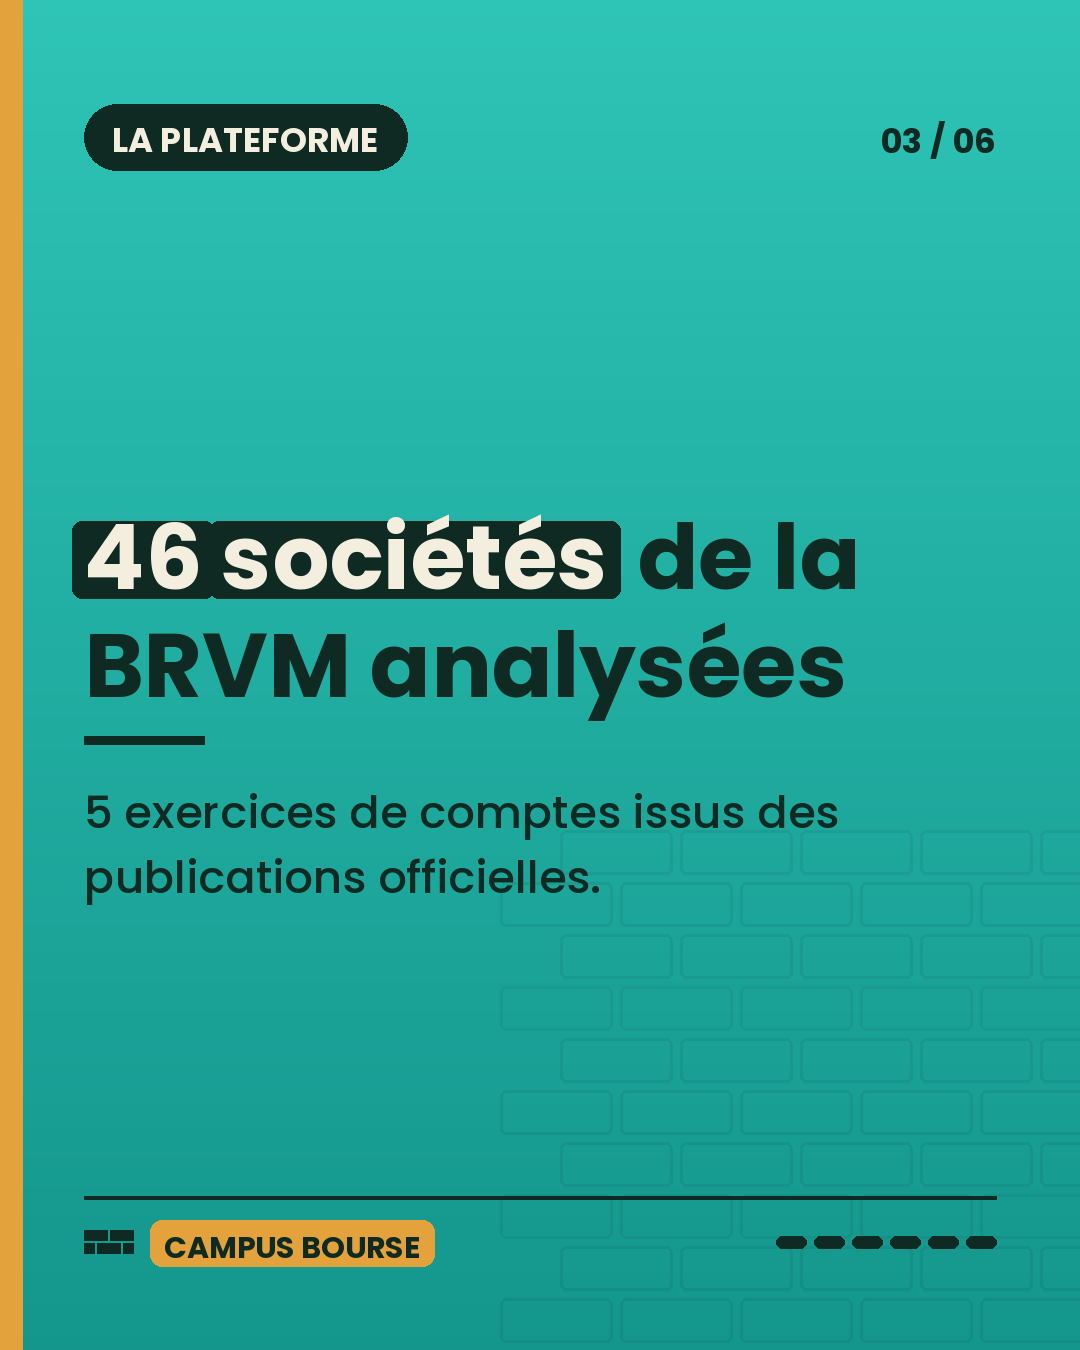 LA PLATEFORME
03 / 06
46 sociétés de la
BRVM analysées
5 exercices de comptes issus des
publications officielles.
CAMPUS BOURSE